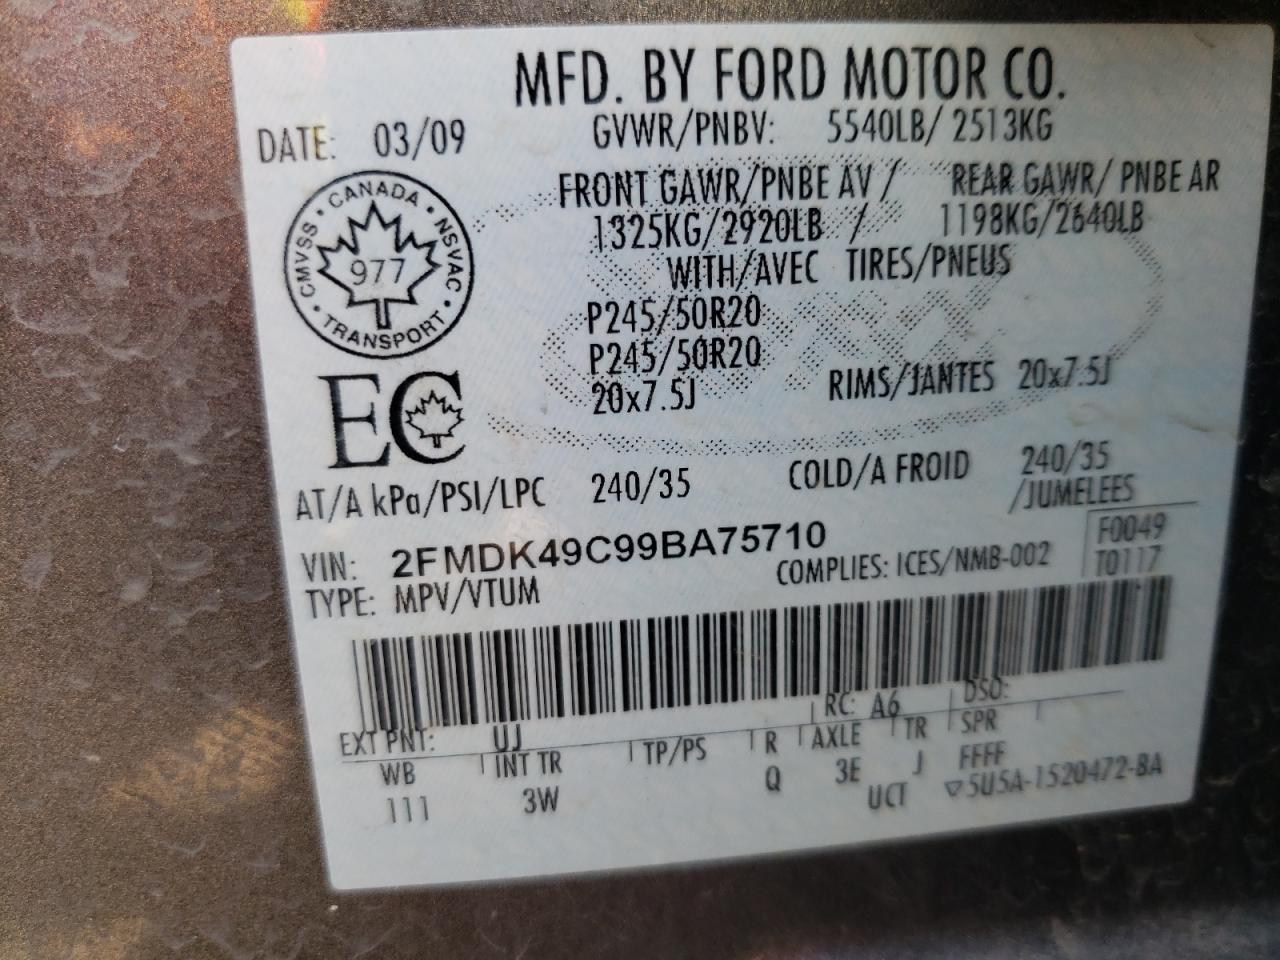 MFD. BY FORD MOTOR CO.
DATE: 03/09 GVWR/PNBV: 5540LB/ 2513KG
FRONT GAWR/PNBE AV / REAR GAWR/ PNBE AR
1325KG/2920LB / 1198KG/2640LB
WITH/AVEC TIRES/PNEUS
P245/50R20
P245/50R20
20x7.5J RIMS/JANTES 20x7.5J
CANADA • NSVAC • TRANSPORT • CMVSS •
977
EC
AT/A kPa/PSI/LPC 240/35 COLD/A FROID 240/35
/JUMELEES
VIN: 2FMDK49C99BA75710 F0049
TYPE: MPV/VTUM COMPLIES: ICES/NMB-002 T0117
RC: A6 DSO:
EXT PNT: UJ
WB INT TR TP/PS R AXLE TR SPR
111 3W Q 3E J FFFF
UCT ▽5U5A-1520472-BA